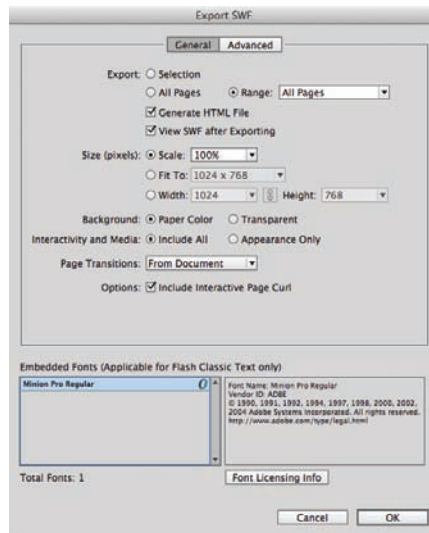 Export SWF
General Advanced
Export: Selection
All Pages Range: All Pages
Generate HTML File
View SWF after Exporting
Size (pixels): Scale: 100%
Fit To: 1024 x 768
Width: 1024 Height: 768
Background: Paper Color Transparent
Interactivity and Media: Include All Appearance Only
Page Transitions: From Document
Options: Include Interactive Page Curl
Embedded Fonts (Applicable for Flash Classic Text only)
Minion Pro Regular
Font Name: Minion Pro Regular
Vendor ID: ADBE
© 1990, 1991, 1992, 1994, 1997, 1998, 2000, 2002,
2004 Adobe Systems Incorporated. All rights reserved.
http://www.adobe.com/type/legal.html
Total Fonts: 1 Font Licensing Info
Cancel OK